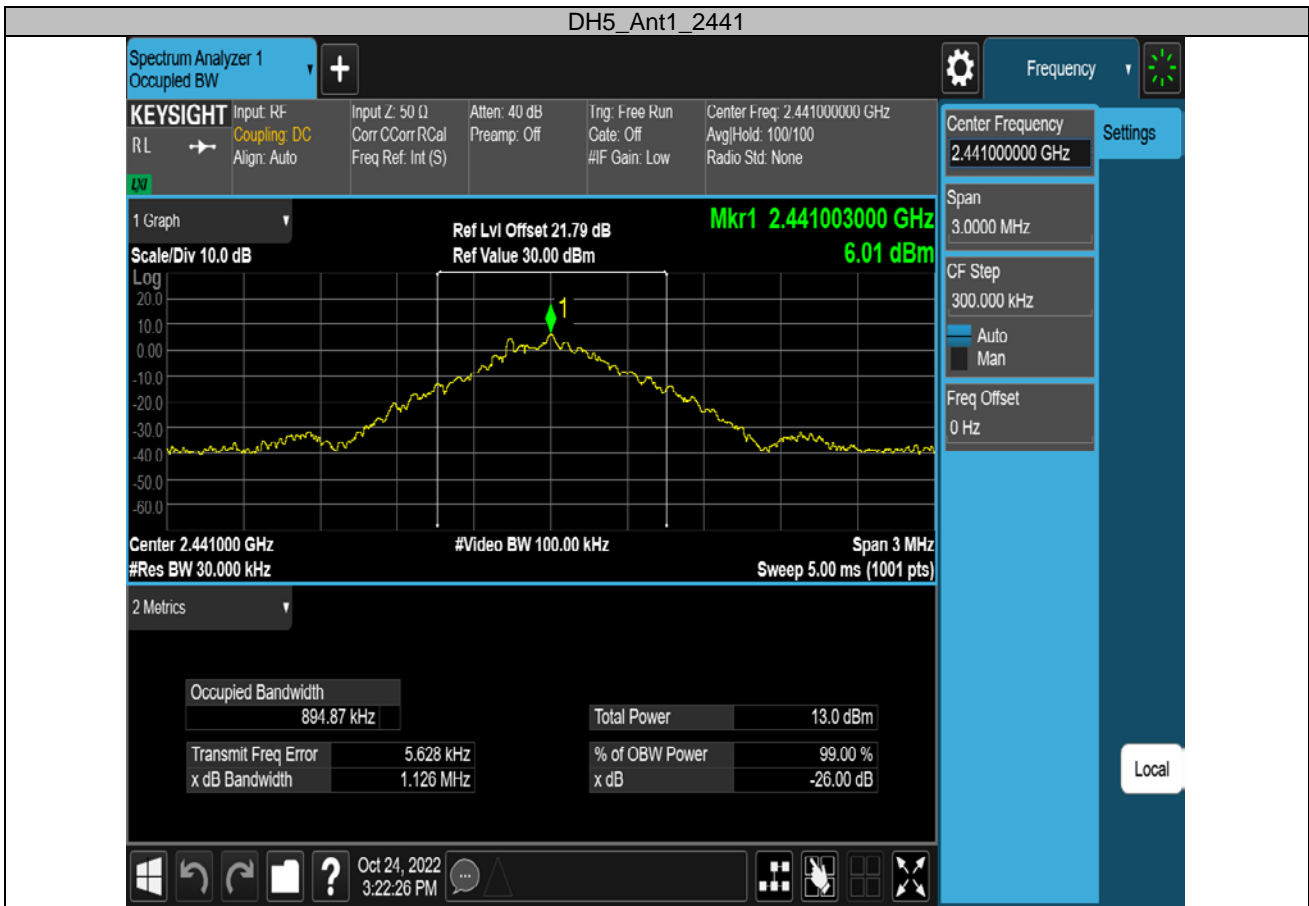 DH5_Ant1_2441
Spectrum Analyzer 1
Occupied BW
+
Frequency
KEYSIGHT
RL
LXI
Input: RF
Coupling: DC
Align: Auto
Input Z: 50 Ω
Corr CCorr RCal
Freq Ref: Int (S)
Atten: 40 dB
Preamp: Off
Trig: Free Run
Gate: Off
#IF Gain: Low
Center Freq: 2.441000000 GHz
Avg|Hold: 100/100
Radio Std: None
Center Frequency
2.441000000 GHz
Settings
Span
3.0000 MHz
CF Step
300.000 kHz
Auto
Man
Freq Offset
0 Hz
1 Graph
Scale/Div 10.0 dB
Ref Lvl Offset 21.79 dB
Ref Value 30.00 dBm
Mkr1 2.441003000 GHz
6.01 dBm
Log
20.0
10.0
0.00
-10.0
-20.0
-30.0
-40.0
-50.0
-60.0
1
Center 2.441000 GHz
#Res BW 30.000 kHz
#Video BW 100.00 kHz
Span 3 MHz
Sweep 5.00 ms (1001 pts)
2 Metrics
Occupied Bandwidth
894.87 kHz
Total Power 13.0 dBm
Transmit Freq Error 5.628 kHz
% of OBW Power 99.00 %
x dB Bandwidth 1.126 MHz
x dB -26.00 dB
Local
?
Oct 24, 2022
3:22:26 PM